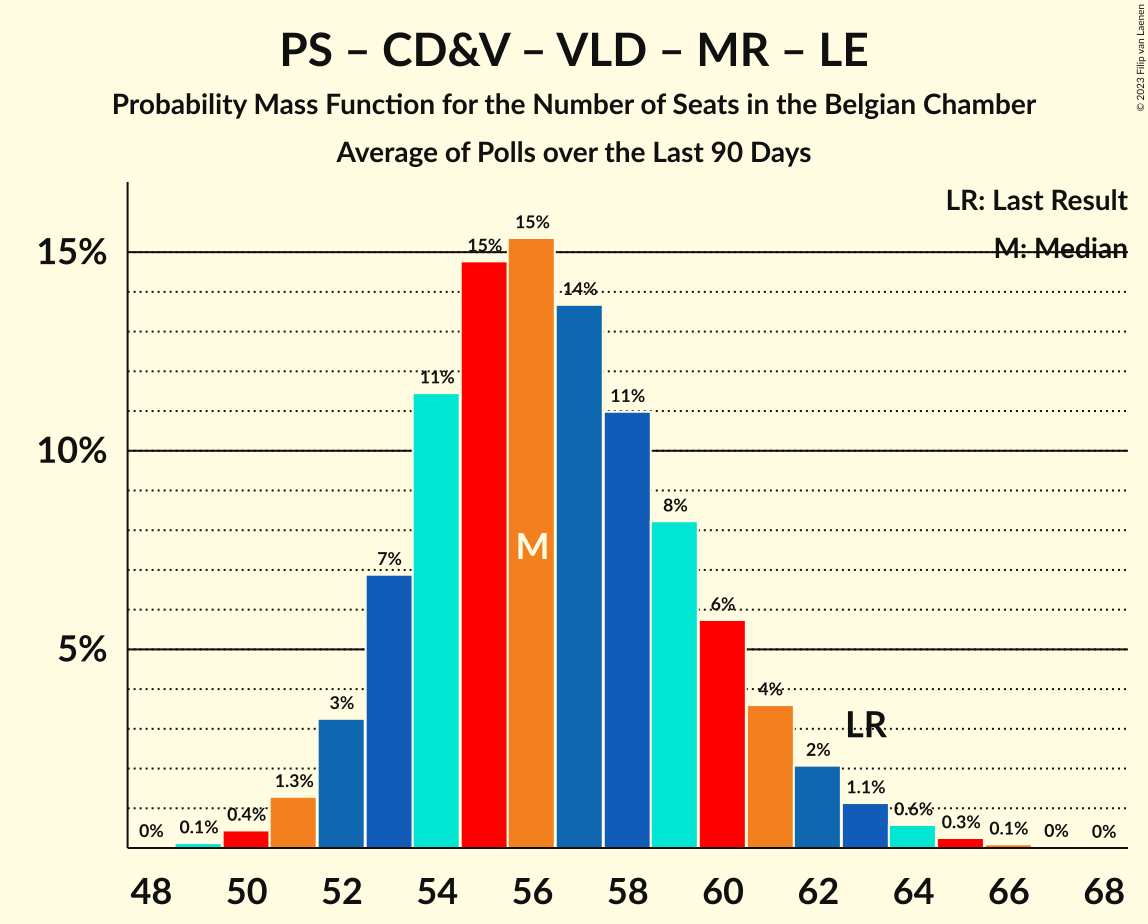 PS – CD&V – VLD – MR – LE
Probability Mass Function for the Number of Seats in the Belgian Chamber
Average of Polls over the Last 90 Days
© 2023 Filip van Laenen
LR: Last Result
M: Median
15%
10%
5%
0%
0.1%
0.4%
1.3%
3%
7%
11%
15%
15%
14%
11%
8%
6%
4%
2%
1.1%
0.6%
0.3%
0.1%
0%
0%
M
LR
48 50 52 54 56 58 60 62 64 66 68